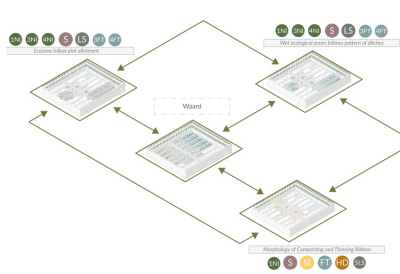 1NI 3NI 4NI S LS 3FT 4FT
Ecozone follow plot allotment
1NI 3NI 4NI S LS 3FT 4FT
Wet ecological zones follows pattern of ditches
Waard
Morphology of Compacting and Thinning Ribbon
1NI S SI FT HD SLS